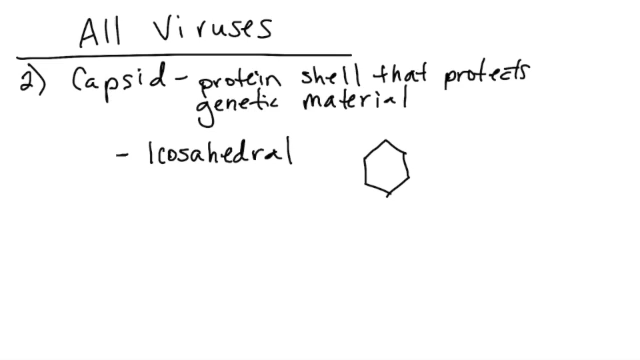 All Viruses
2) Capsid - protein shell that protects
genetic material
- Icosahedral